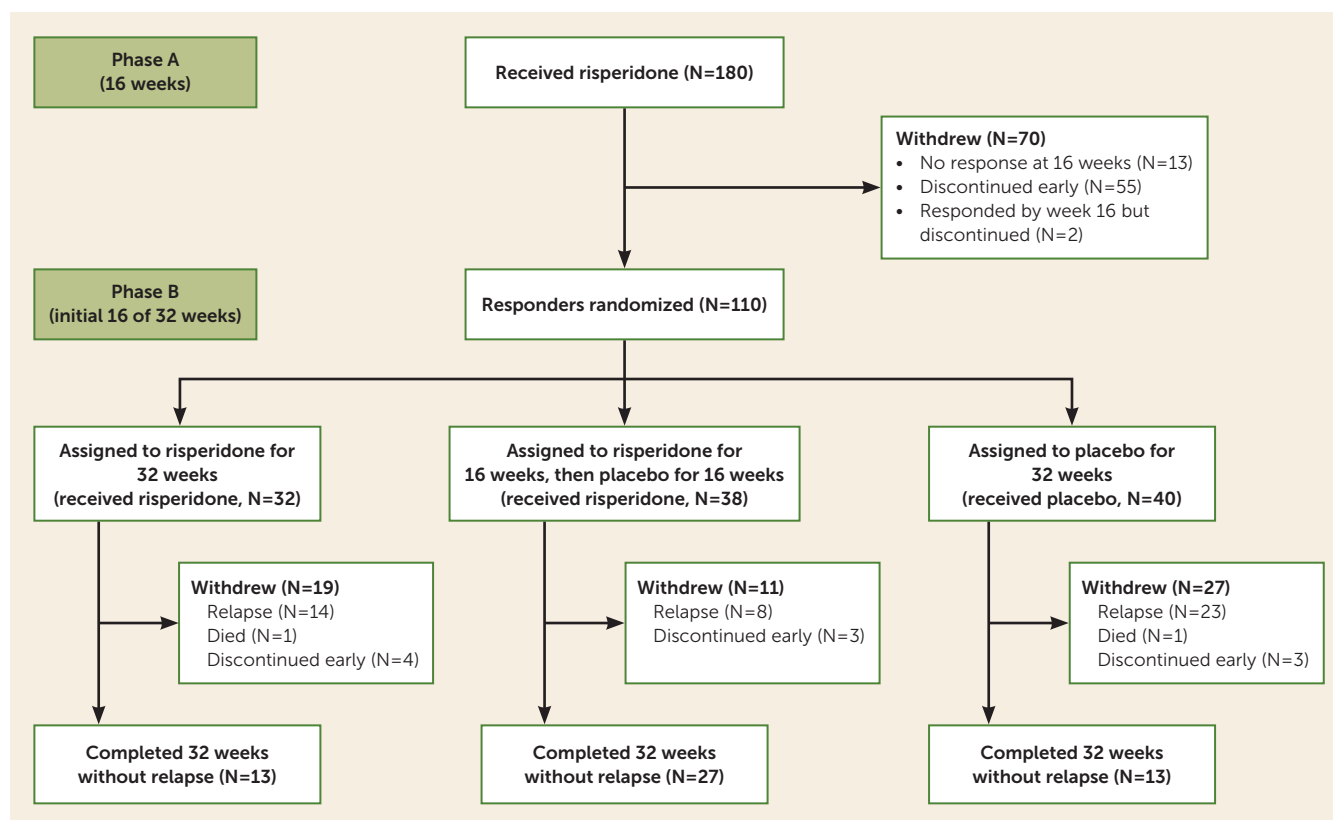 Phase A
(16 weeks)
Received risperidone (N=180)
Withdrew (N=70)
• No response at 16 weeks (N=13)
• Discontinued early (N=55)
• Responded by week 16 but
discontinued (N=2)
Phase B
(initial 16 of 32 weeks)
Responders randomized (N=110)
Assigned to risperidone for
32 weeks
(received risperidone, N=32)
Assigned to risperidone for
16 weeks, then placebo for 16 weeks
(received risperidone, N=38)
Assigned to placebo for
32 weeks
(received placebo, N=40)
Withdrew (N=19)
Relapse (N=14)
Died (N=1)
Discontinued early (N=4)
Withdrew (N=11)
Relapse (N=8)
Discontinued early (N=3)
Withdrew (N=27)
Relapse (N=23)
Died (N=1)
Discontinued early (N=3)
Completed 32 weeks
without relapse (N=13)
Completed 32 weeks
without relapse (N=27)
Completed 32 weeks
without relapse (N=13)